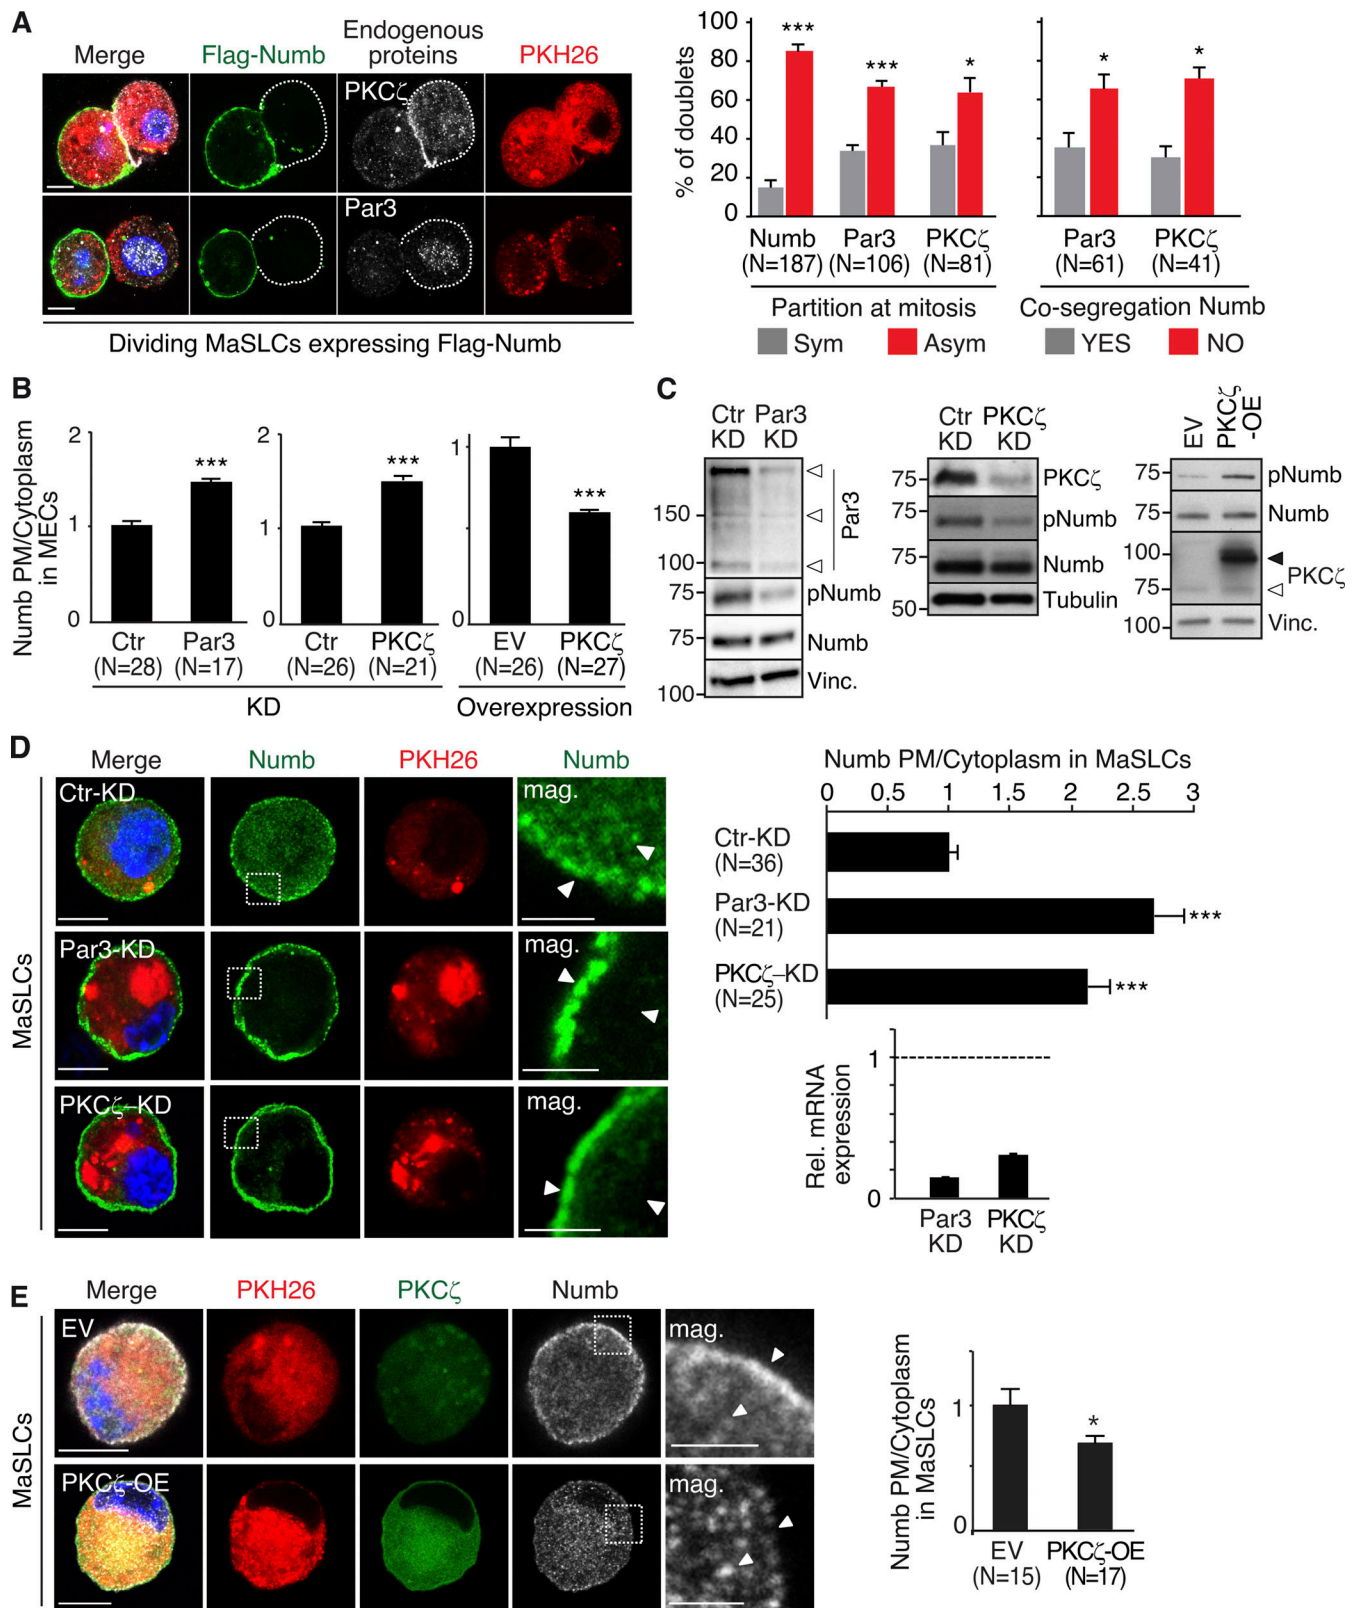 A
Merge
Flag-Numb
Endogenous
proteins
PKH26
PKCζ
Par3
Dividing MaSLCs expressing Flag-Numb
% of doublets
100
80
60
40
20
0
***
***
*
*
*
Numb
(N=187)
Par3
(N=106)
PKCζ
(N=81)
Par3
(N=61)
PKCζ
(N=41)
Partition at mitosis
Co-segregation Numb
Sym
Asym
YES
NO
B
Numb PM/Cytoplasm
in MECs
2
1
0
***
Ctr
(N=28)
Par3
(N=17)
2
1
0
***
Ctr
(N=26)
PKCζ
(N=21)
KD
1
0
***
EV
(N=26)
PKCζ
(N=27)
Overexpression
C
Ctr
KD
Par3
KD
150
100
75
75
100
Par3
pNumb
Numb
Vinc.
Ctr
KD
PKCζ
KD
75
75
75
50
PKCζ
pNumb
Numb
Tubulin
EV
PKCζ
-OE
75
75
100
75
100
pNumb
Numb
PKCζ
Vinc.
D
Merge
Numb
PKH26
Numb
MaSLCs
Ctr-KD
mag.
Par3-KD
mag.
PKCζ–KD
mag.
Numb PM/Cytoplasm in MaSLCs
0
0.5
1
1.5
2
2.5
3
Ctr-KD
(N=36)
Par3-KD
(N=21)
***
PKCζ–KD
(N=25)
***
Rel. mRNA
expression
1
0
Par3
KD
PKCζ
KD
E
Merge
PKH26
PKCζ
Numb
MaSLCs
EV
mag.
PKCζ-OE
mag.
Numb PM/Cytoplasm
in MaSLCs
1
0
*
EV
(N=15)
PKCζ-OE
(N=17)